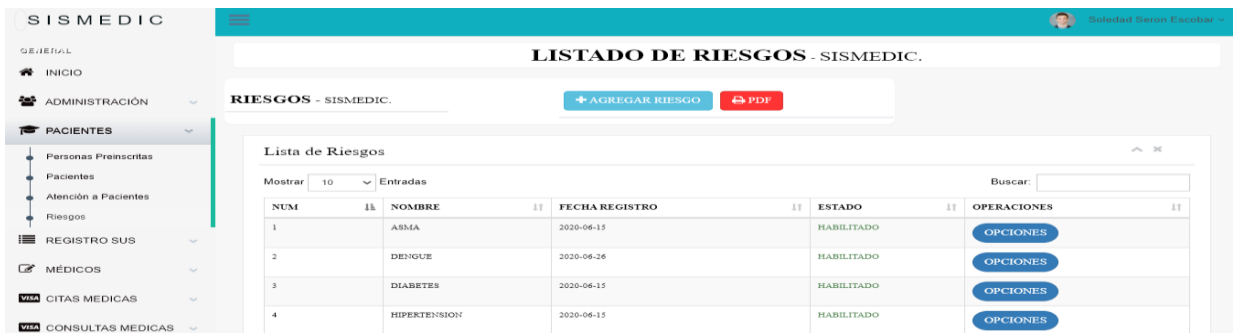 SISMEDIC
Soledad Seron Escobar
GENERAL
LISTADO DE RIESGOS - SISMEDIC.
INICIO
ADMINISTRACIÓN
RIESGOS - SISMEDIC.
AGREGAR RIESGO
PDF
PACIENTES
Personas Preinscritas
Pacientes
Atención a Pacientes
Riesgos
REGISTRO SUS
MÉDICOS
VISA CITAS MEDICAS
VISA CONSULTAS MEDICAS
Lista de Riesgos
Mostrar 10 Entradas
Buscar:
NUM NOMBRE FECHA REGISTRO ESTADO OPERACIONES
1 ASMA 2020-06-15 HABILITADO OPCIONES
2 DENGUE 2020-06-26 HABILITADO OPCIONES
3 DIABETES 2020-06-15 HABILITADO OPCIONES
4 HIPERTENSION 2020-06-15 HABILITADO OPCIONES